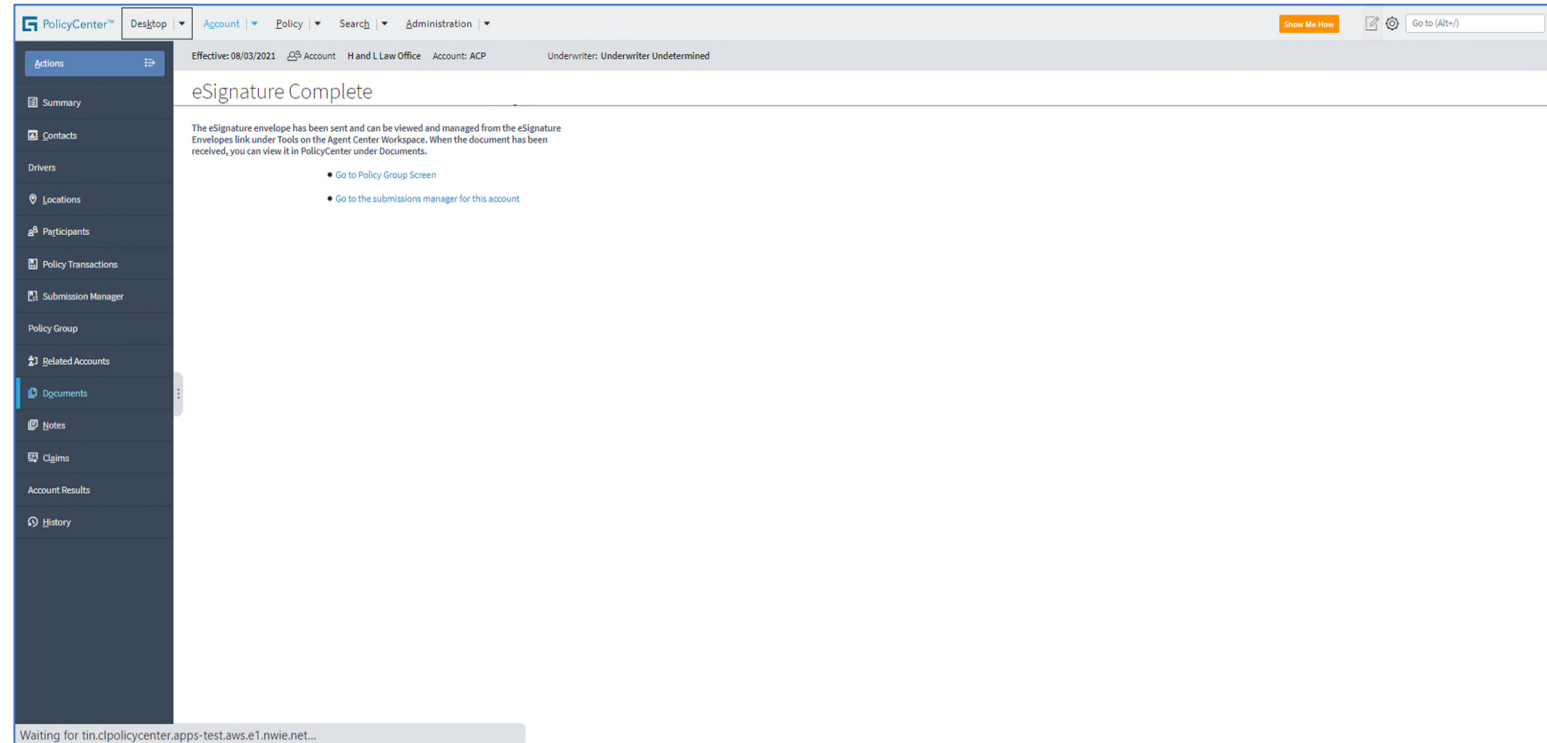 PolicyCenter™ Desktop Account Policy Search Administration Show Me How Go to (Alt+/)
Actions
Effective: 08/03/2021 Account H and L Law Office Account: ACP Underwriter: Underwriter Undetermined
eSignature Complete
Summary
The eSignature envelope has been sent and can be viewed and managed from the eSignature
Envelopes link under Tools on the Agent Center Workspace. When the document has been
received, you can view it in PolicyCenter under Documents.
Go to Policy Group Screen
Go to the submissions manager for this account
Contacts
Drivers
Locations
Participants
Policy Transactions
Submission Manager
Policy Group
Related Accounts
Documents
Notes
Claims
Account Results
History
Waiting for tin.clpolicycenter.apps-test.aws.e1.nwie.net...